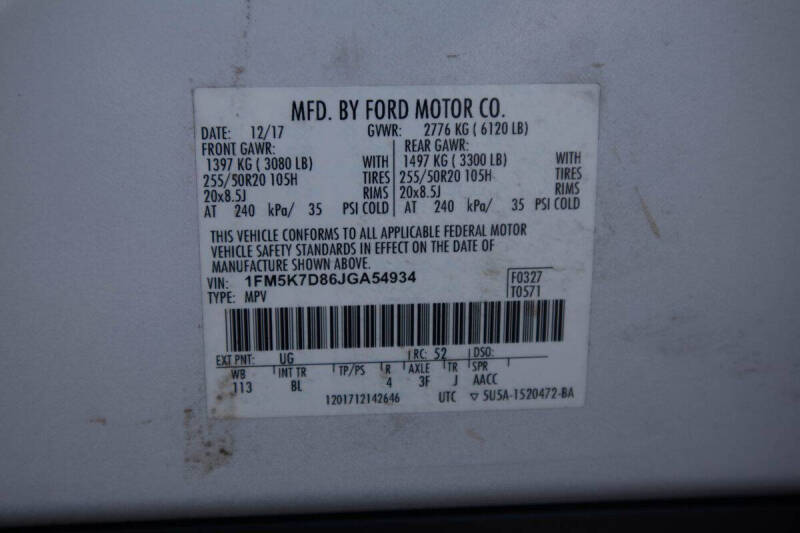 MFD. BY FORD MOTOR CO.
DATE: 12/17 GVWR: 2776 KG ( 6120 LB)
FRONT GAWR: REAR GAWR:
1397 KG ( 3080 LB) WITH 1497 KG ( 3300 LB) WITH
255/50R20 105H TIRES 255/50R20 105H TIRES
20x8.5J RIMS 20x8.5J RIMS
AT 240 kPa/ 35 PSI COLD AT 240 kPa/ 35 PSI COLD
THIS VEHICLE CONFORMS TO ALL APPLICABLE FEDERAL MOTOR
VEHICLE SAFETY STANDARDS IN EFFECT ON THE DATE OF
MANUFACTURE SHOWN ABOVE.
VIN: 1FM5K7D86JGA54934 F0327
TYPE: MPV T0571
EXT PNT: UG RC: 52 DSO:
WB INT TR TP/PS R AXLE TR SPR
113 BL 4 3F J AACC
1201712142646 UTC ▽ 5U5A-1520472-BA